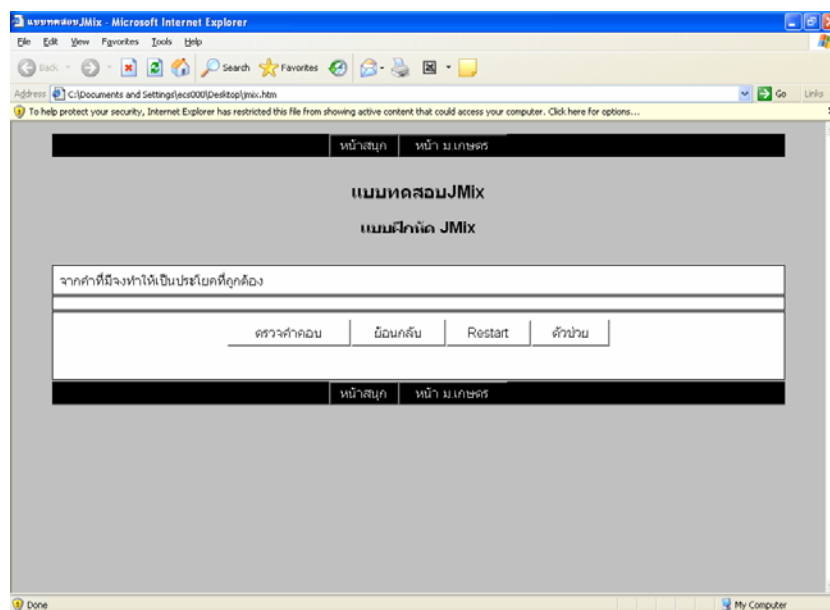 แบบทดสอบJMix - Microsoft Internet Explorer
File Edit View Favorites Tools Help
Back Search Favorites
Address C:\Documents and Settings\ecs000\Desktop\jmix.htm Go Links
To help protect your security, Internet Explorer has restricted this file from showing active content that could access your computer. Click here for options...
หน้าสนุก หน้า ม.เกษตร
แบบทดสอบJMix
แบบฝึกหัด JMix
จากคำที่มีจงทำให้เป็นประโยคที่ถูกต้อง
ตรวจคำตอบ ย้อนกลับ Restart ตัวช่วย
หน้าสนุก หน้า ม.เกษตร
Done My Computer